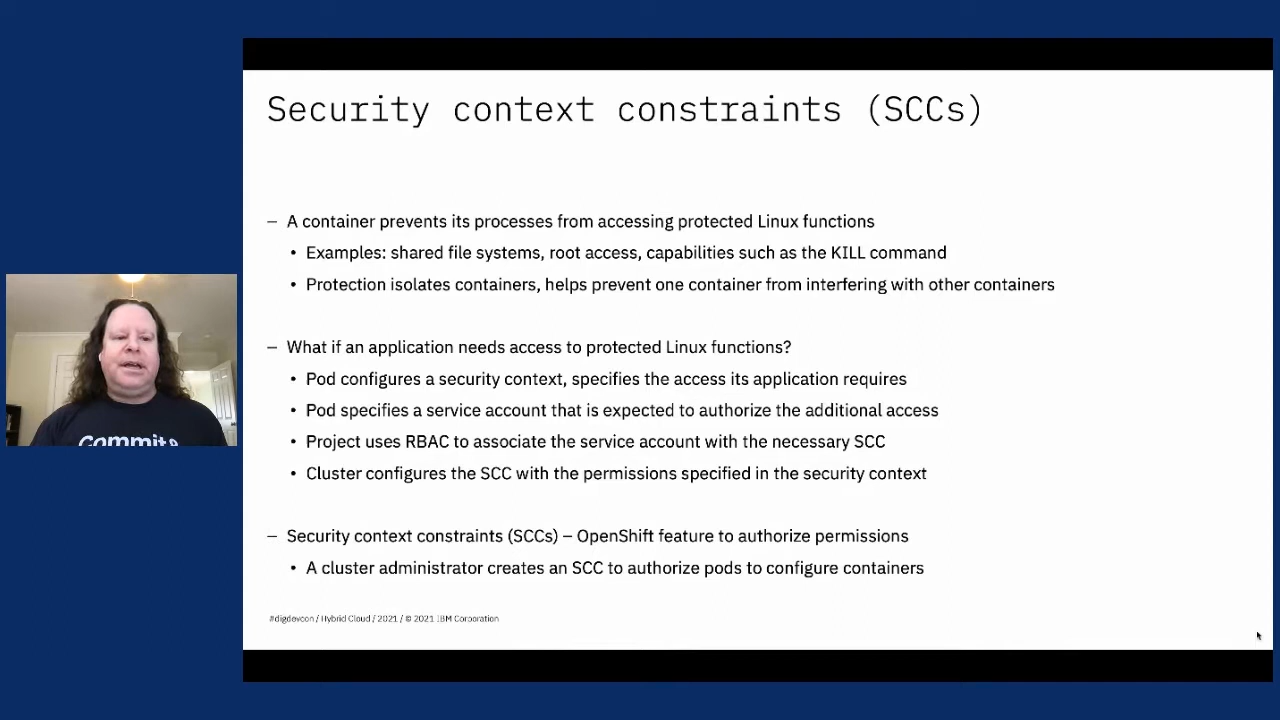 Security context constraints (SCCs)
– A container prevents its processes from accessing protected Linux functions
• Examples: shared file systems, root access, capabilities such as the KILL command
• Protection isolates containers, helps prevent one container from interfering with other containers
– What if an application needs access to protected Linux functions?
• Pod configures a security context, specifies the access its application requires
• Pod specifies a service account that is expected to authorize the additional access
• Project uses RBAC to associate the service account with the necessary SCC
• Cluster configures the SCC with the permissions specified in the security context
– Security context constraints (SCCs) – OpenShift feature to authorize permissions
• A cluster administrator creates an SCC to authorize pods to configure containers
#digdevcon / Hybrid Cloud / 2021 / © 2021 IBM Corporation